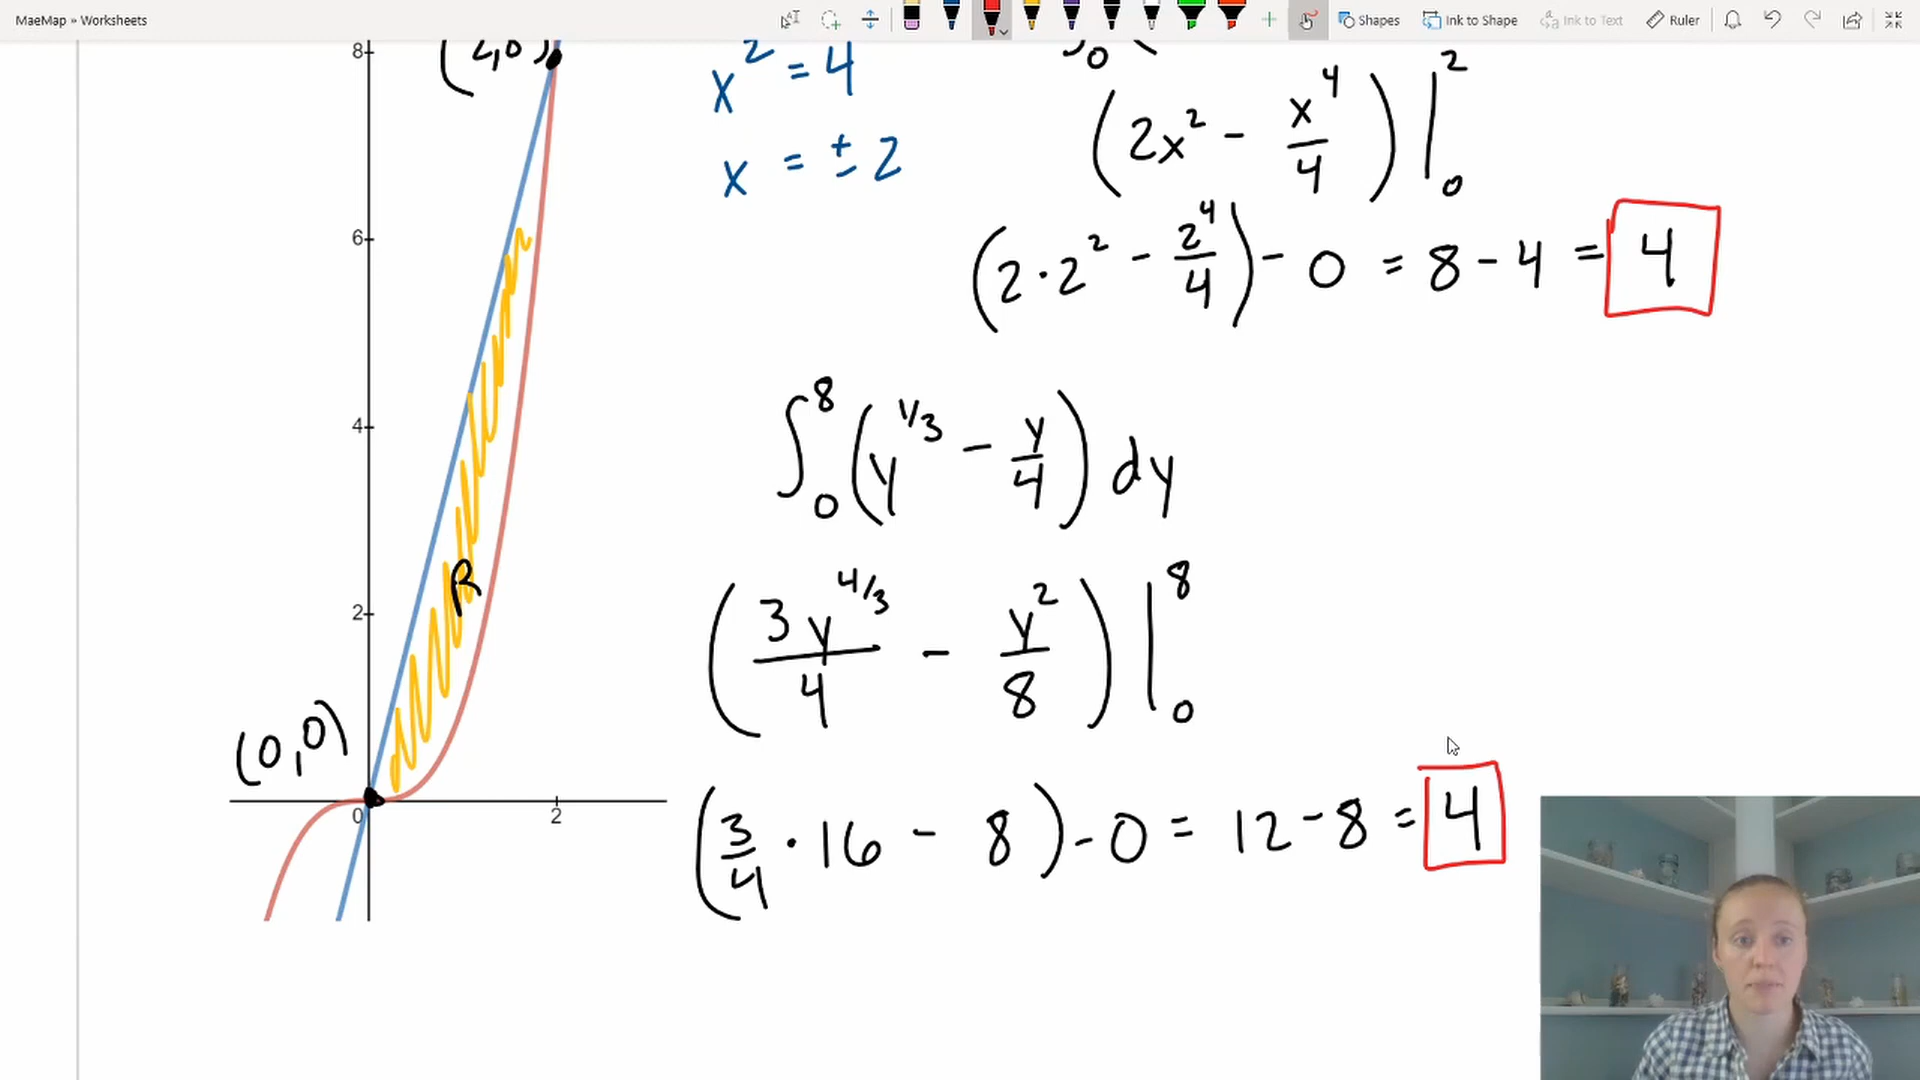 MaeMap » Worksheets
Shapes
Ink to Shape
Ink to Text
Ruler
8
6
4
2
0
2
(0,0)
R
x² = 4
x = ± 2
(2x² - x⁴/4) |₀²
(2·2² - 2⁴/4) - 0 = 8 - 4 = 4
∫₀⁸ (y^(1/3) - y/4) dy
(3y^(4/3)/4 - y²/8) |₀⁸
(3/4 · 16 - 8) - 0 = 12 - 8 = 4